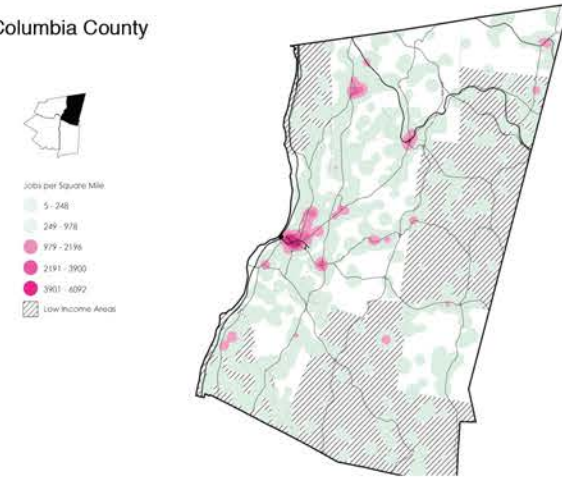 Columbia County
Jobs per Square Mile
5 - 248
249 - 978
979 - 2196
2191 - 3900
3901 - 6092
Low Income Areas